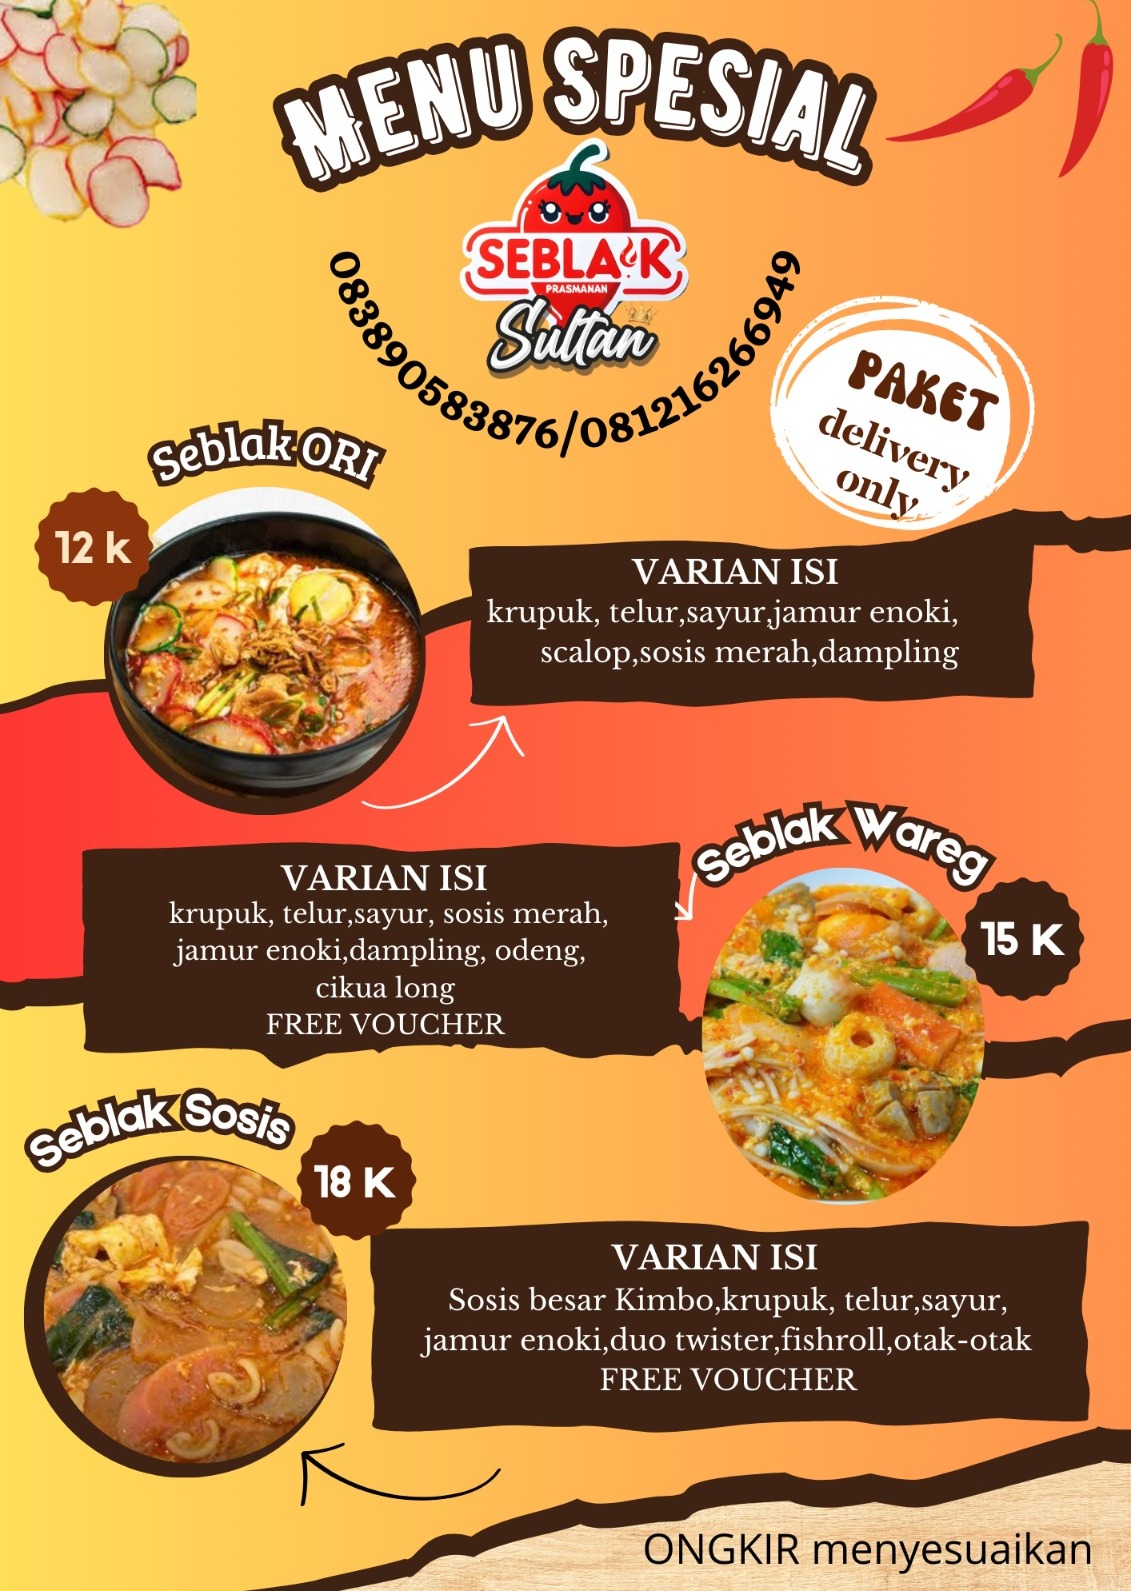 MENU SPESIAL
SEBLAK
PRASMANAN
Sultan
083890583876/081216266949
PAKET
delivery
only
Seblak ORI
12 k
VARIAN ISI
krupuk, telur,sayur,jamur enoki,
scalop,sosis merah,dampling
Seblak Wareg
15 K
VARIAN ISI
krupuk, telur,sayur, sosis merah,
jamur enoki,dampling, odeng,
cikua long
FREE VOUCHER
Seblak Sosis
18 K
VARIAN ISI
Sosis besar Kimbo,krupuk, telur,sayur,
jamur enoki,duo twister,fishroll,otak-otak
FREE VOUCHER
ONGKIR menyesuaikan